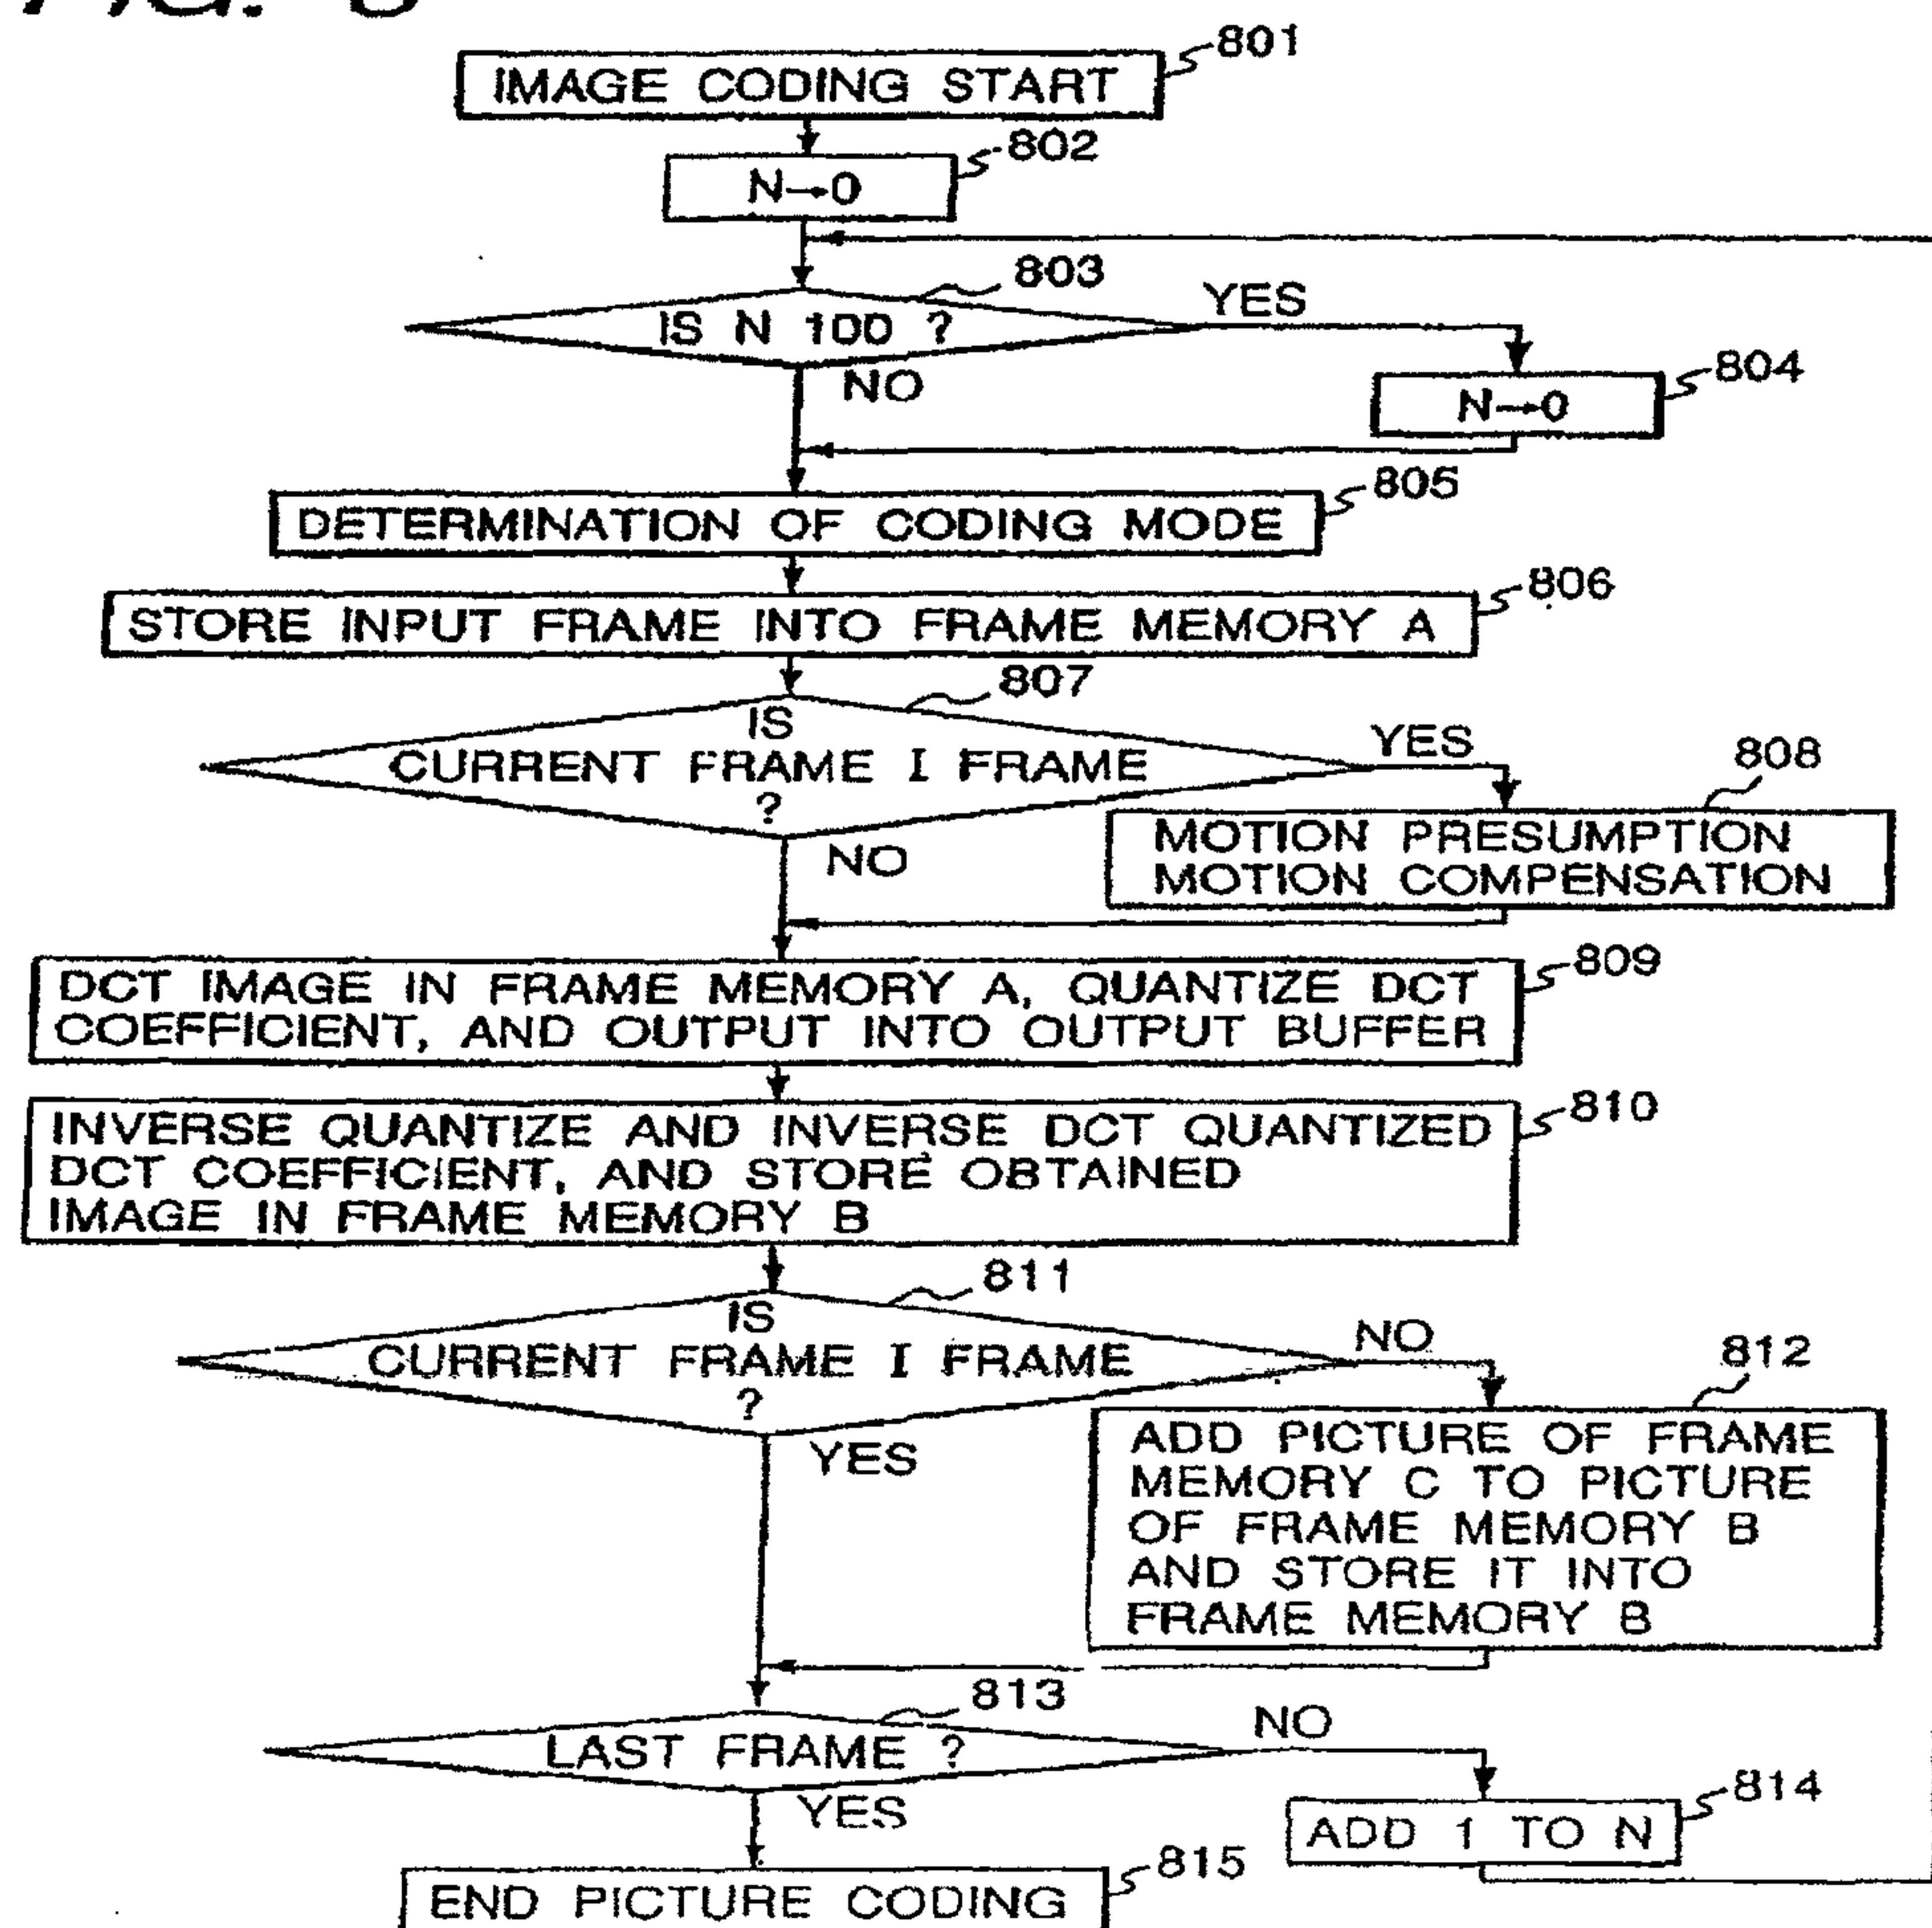 FIG. 8
801
IMAGE CODING START
802
N→0
803
IS N 100 ?
YES
NO
804
N→0
805
DETERMINATION OF CODING MODE
806
STORE INPUT FRAME INTO FRAME MEMORY A
807
IS
CURRENT FRAME I FRAME
?
YES
NO
808
MOTION PRESUMPTION
MOTION COMPENSATION
809
DCT IMAGE IN FRAME MEMORY A, QUANTIZE DCT
COEFFICIENT, AND OUTPUT INTO OUTPUT BUFFER
810
INVERSE QUANTIZE AND INVERSE DCT QUANTIZED
DCT COEFFICIENT, AND STORE OBTAINED
IMAGE IN FRAME MEMORY B
811
IS
CURRENT FRAME I FRAME
?
NO
YES
812
ADD PICTURE OF FRAME
MEMORY C TO PICTURE
OF FRAME MEMORY B
AND STORE IT INTO
FRAME MEMORY B
813
LAST FRAME ?
NO
YES
814
ADD 1 TO N
815
END PICTURE CODING